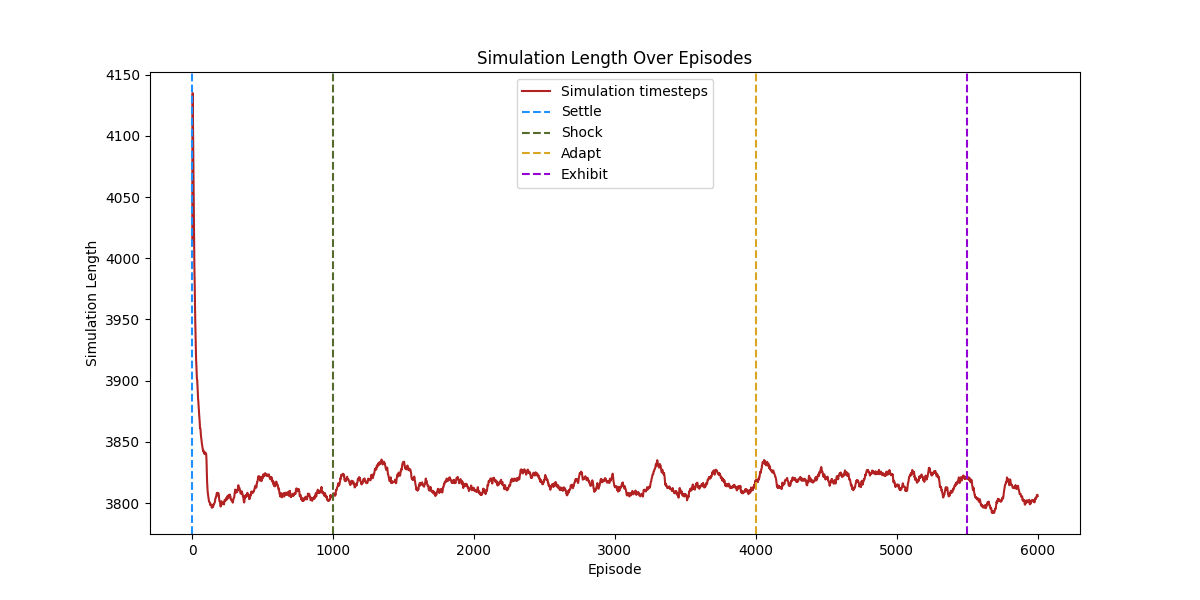 Simulation Length Over Episodes
Simulation Length
4150
4100
4050
4000
3950
3900
3850
3800
Simulation timesteps
Settle
Shock
Adapt
Exhibit
0 1000 2000 3000 4000 5000 6000
Episode